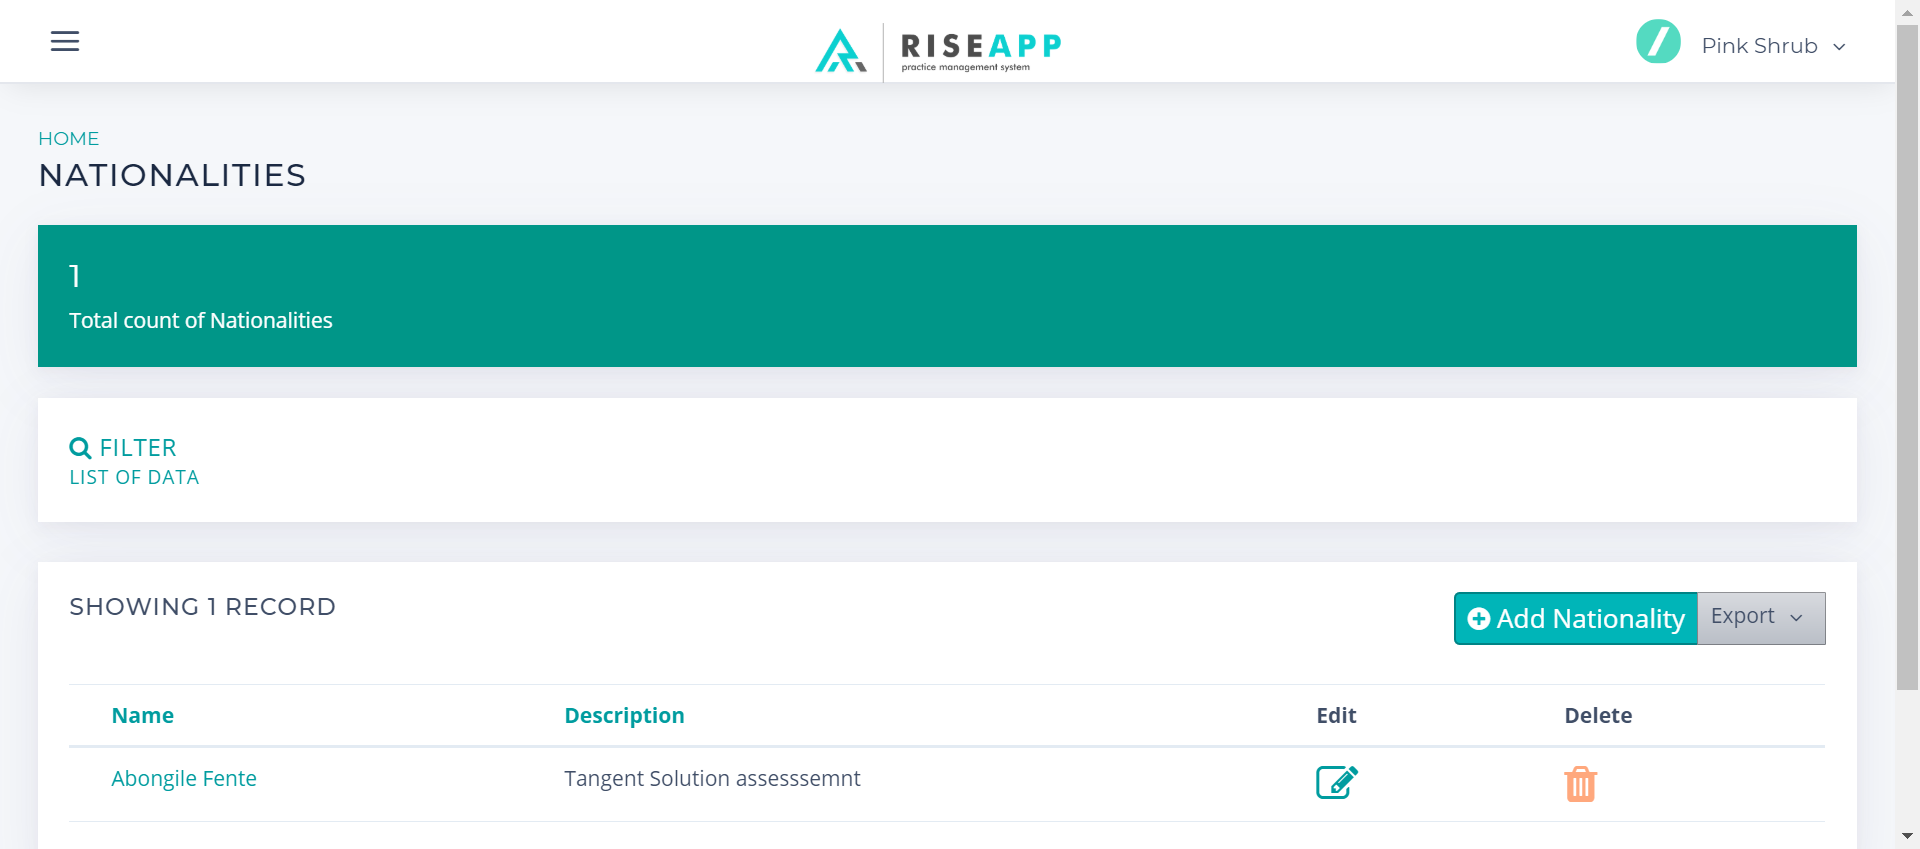 RISEAPP
practice management system
Pink Shrub
HOME
NATIONALITIES
1
Total count of Nationalities
FILTER
LIST OF DATA
SHOWING 1 RECORD
Add Nationality Export
Name Description Edit Delete
Abongile Fente Tangent Solution assesssemnt